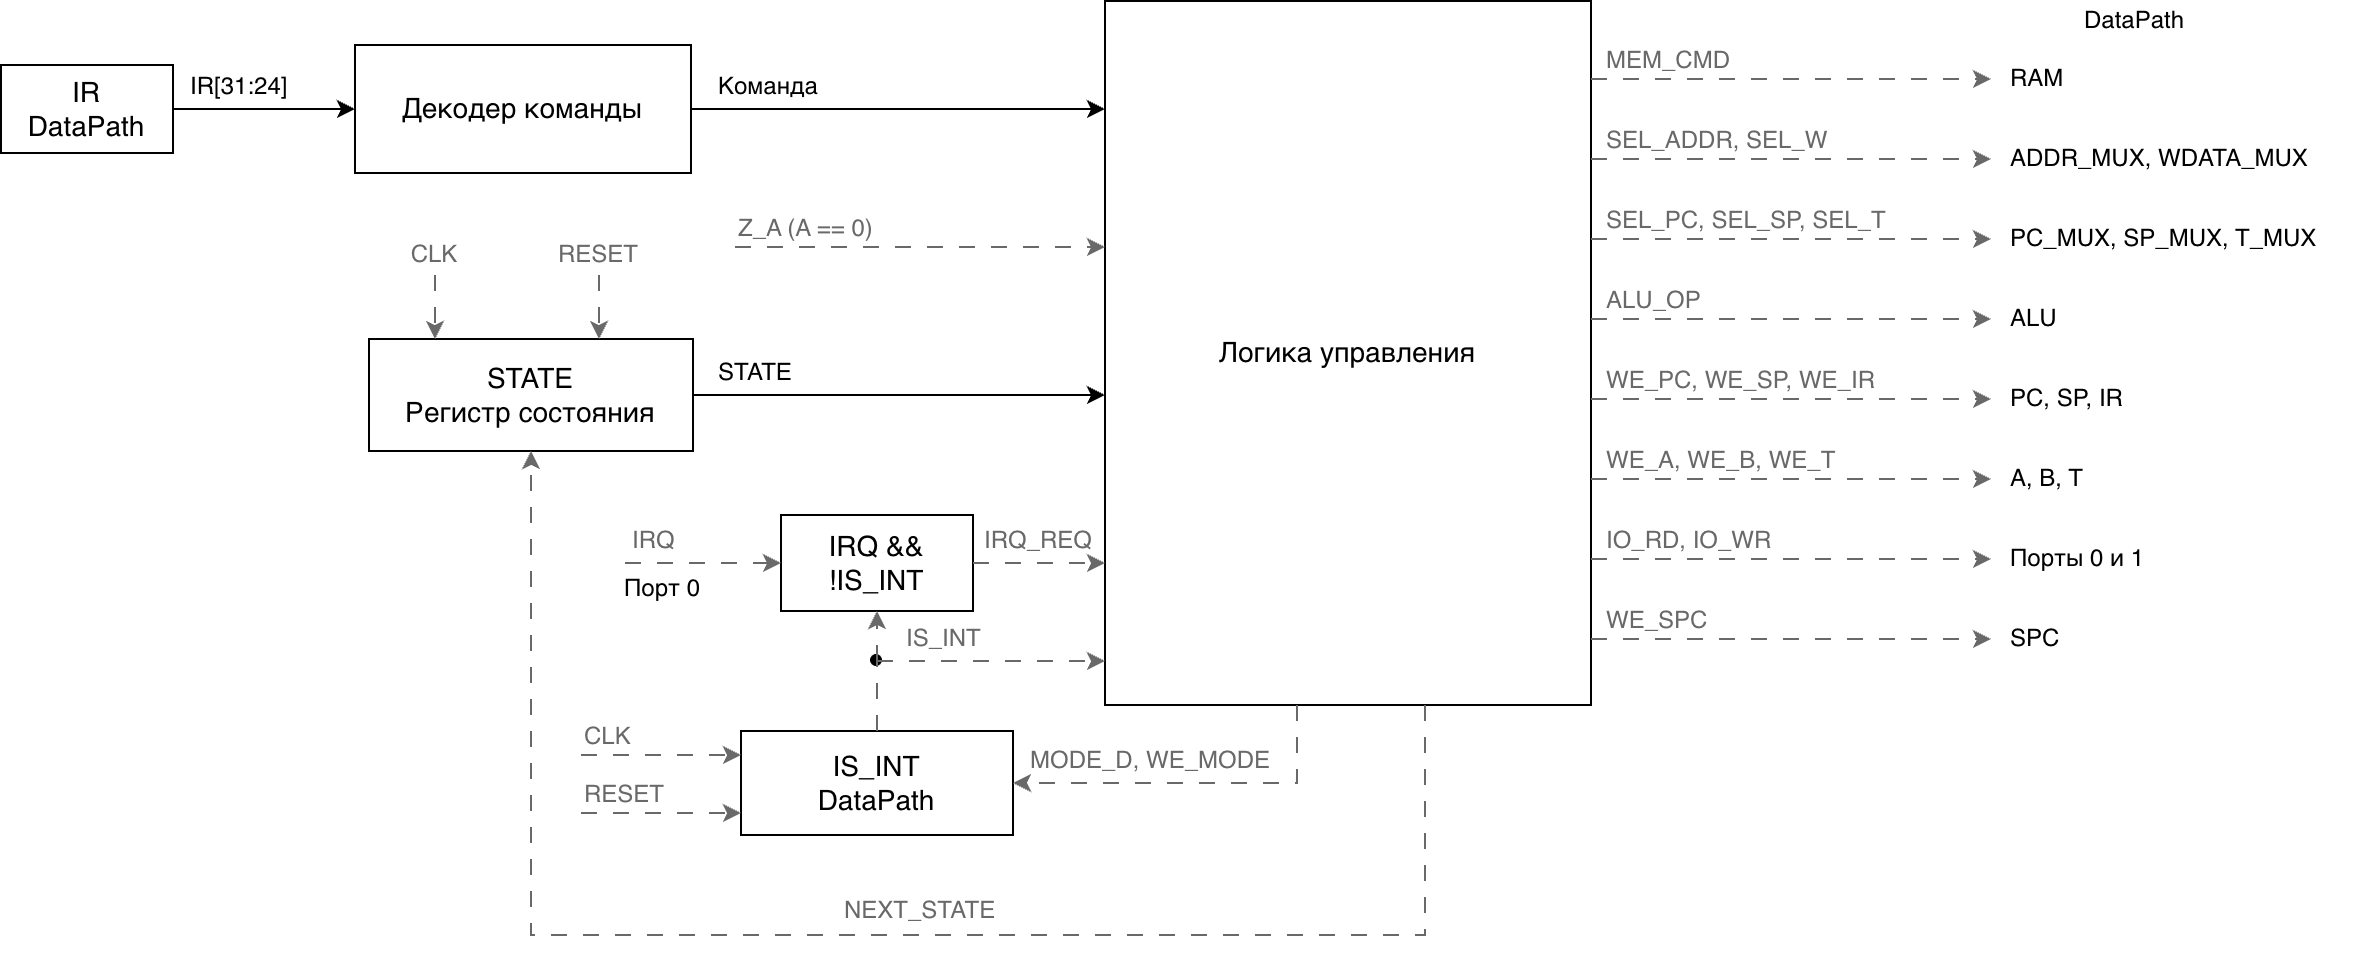 DataPath
MEM_CMD
RAM
IR
DataPath
IR[31:24]
Декодер команды
Команда
SEL_ADDR, SEL_W
ADDR_MUX, WDATA_MUX
Z_A (A == 0)
SEL_PC, SEL_SP, SEL_T
PC_MUX, SP_MUX, T_MUX
CLK
RESET
ALU_OP
ALU
STATE
Регистр состояния
STATE
Логика управления
WE_PC, WE_SP, WE_IR
PC, SP, IR
WE_A, WE_B, WE_T
A, B, T
IRQ
Порт 0
IRQ &&
!IS_INT
IRQ_REQ
IO_RD, IO_WR
Порты 0 и 1
IS_INT
WE_SPC
SPC
CLK
RESET
IS_INT
DataPath
MODE_D, WE_MODE
NEXT_STATE